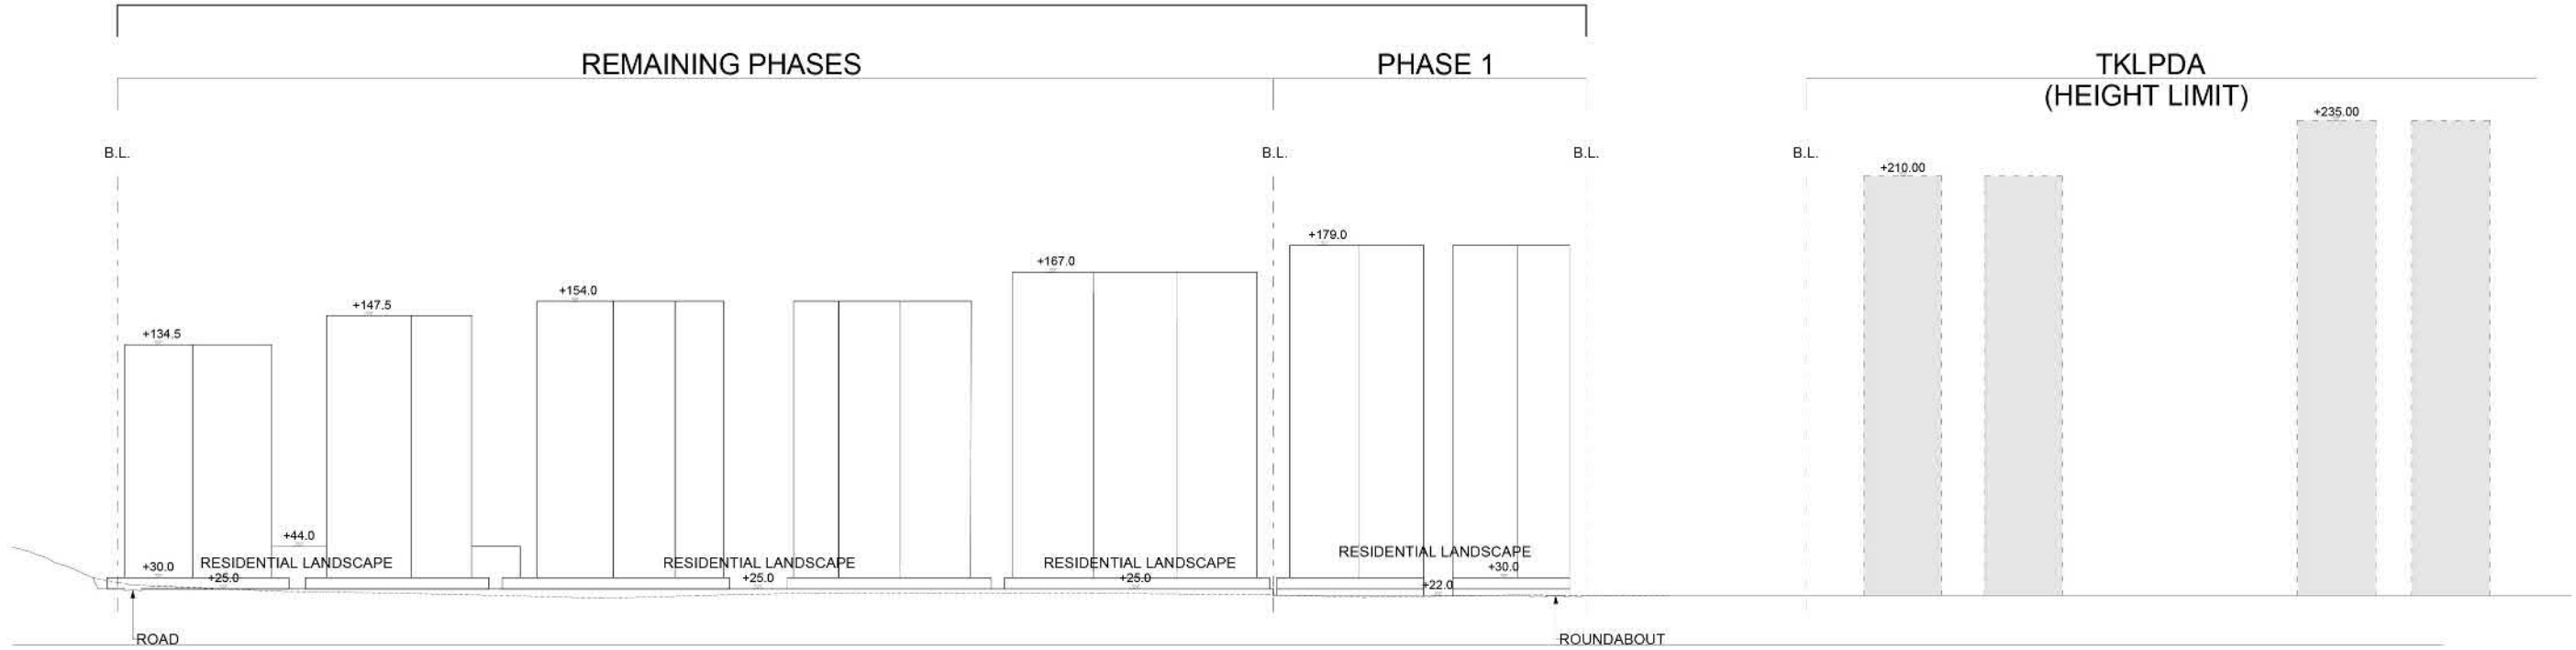 REMAINING PHASES
PHASE 1
TKLPDA
(HEIGHT LIMIT)
B.L.
B.L.
B.L.
B.L.
+235.00
+210.00
+179.0
+167.0
+154.0
+147.5
+134.5
+44.0
+30.0
RESIDENTIAL LANDSCAPE
+25.0
RESIDENTIAL LANDSCAPE
+25.0
RESIDENTIAL LANDSCAPE
+25.0
RESIDENTIAL LANDSCAPE
+30.0
+22.0
ROAD
ROUNDABOUT